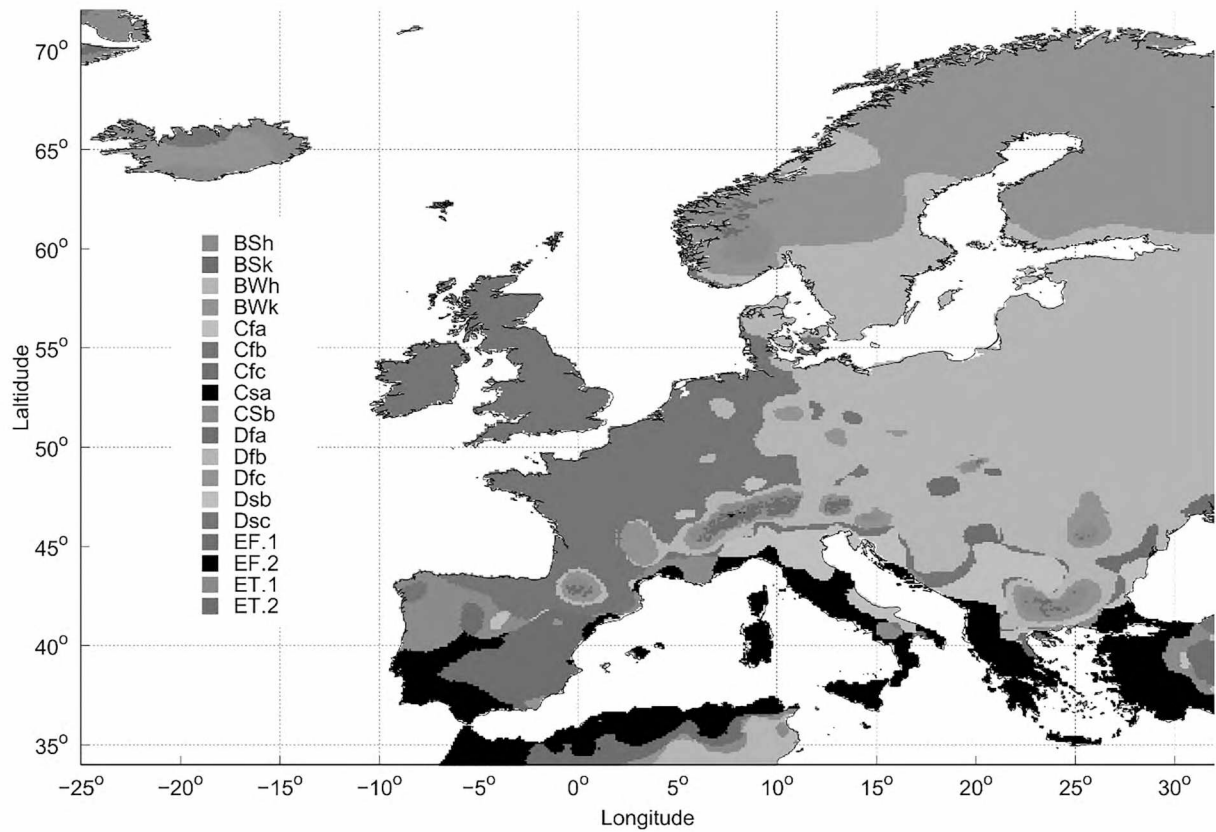 70°
65°
60°
55°
50°
45°
40°
35°
Laltidude
BSh
BSk
BWh
BWk
Cfa
Cfb
Cfc
Csa
CSb
Dfa
Dfb
Dfc
Dsb
Dsc
EF.1
EF.2
ET.1
ET.2
−25° −20° −15° −10° −5° 0° 5° 10° 15° 20° 25° 30°
Longitude